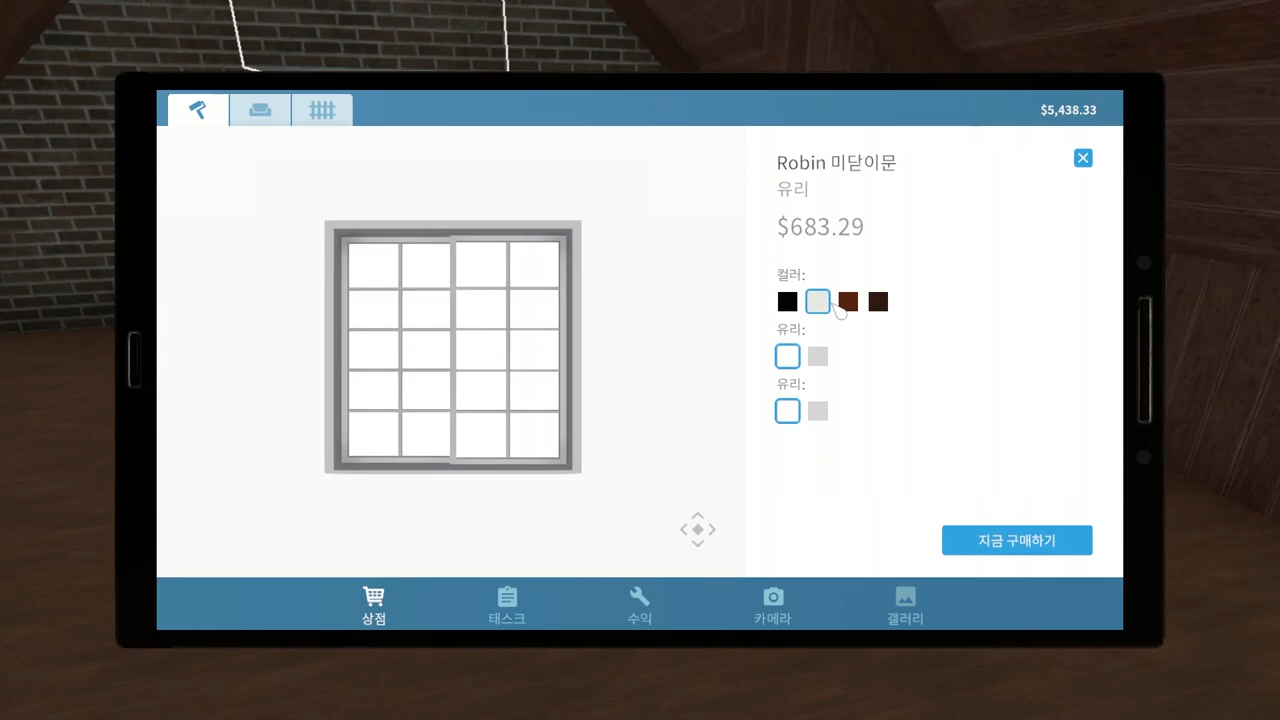 $5,438.33
Robin 미닫이문
유리
$683.29
컬러:
유리:
유리:
지금 구매하기
상점
태스크
수익
카메라
갤러리